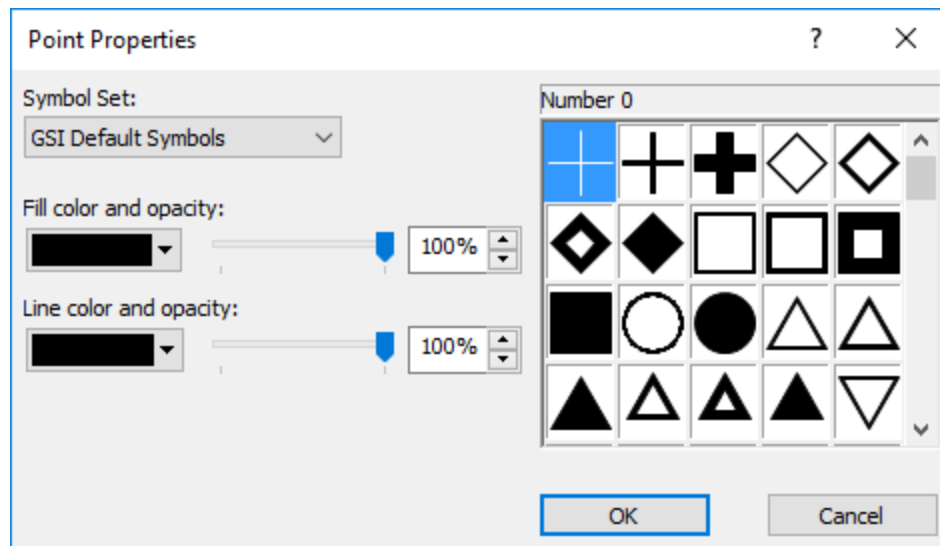 Point Properties
?
Symbol Set:
GSI Default Symbols
Fill color and opacity:
100%
Line color and opacity:
100%
Number 0
OK
Cancel